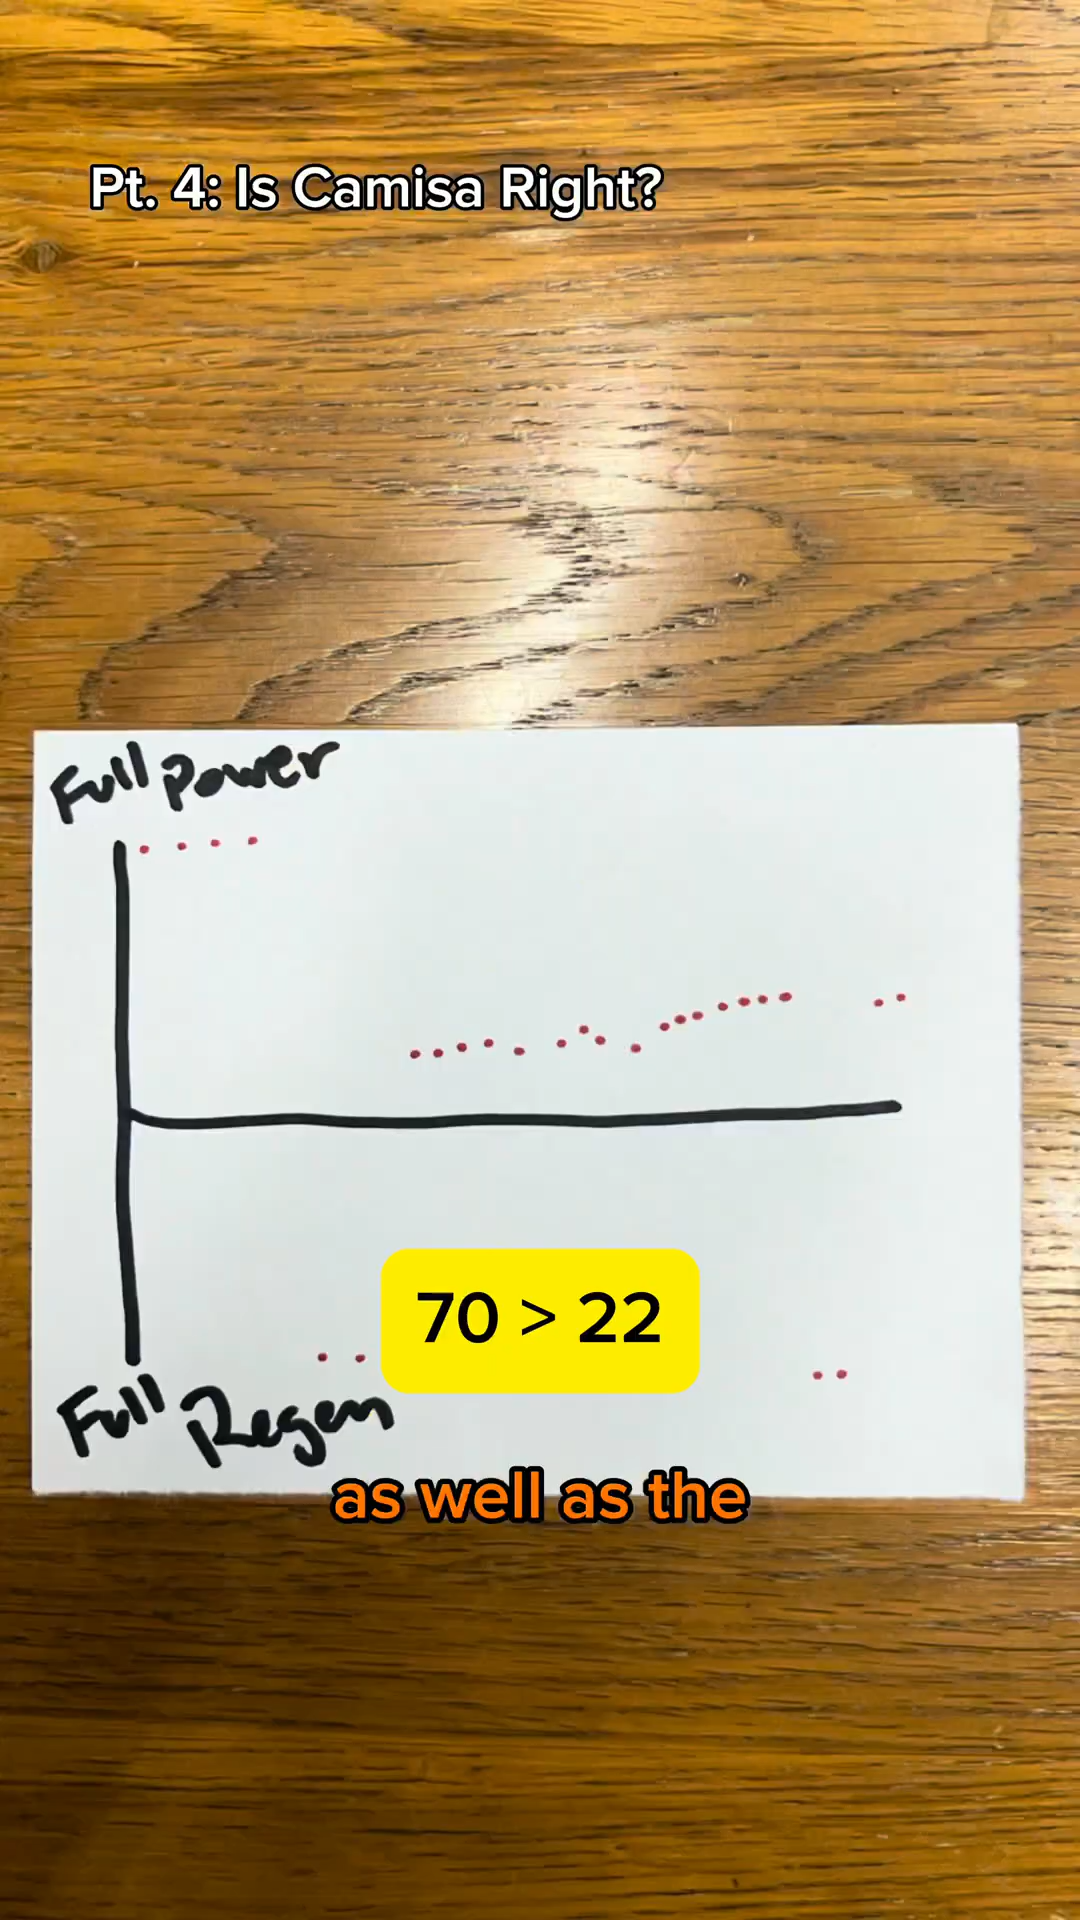 Pt. 4: Is Camisa Right?
Full Power
70 > 22
Full Regen
as well as the